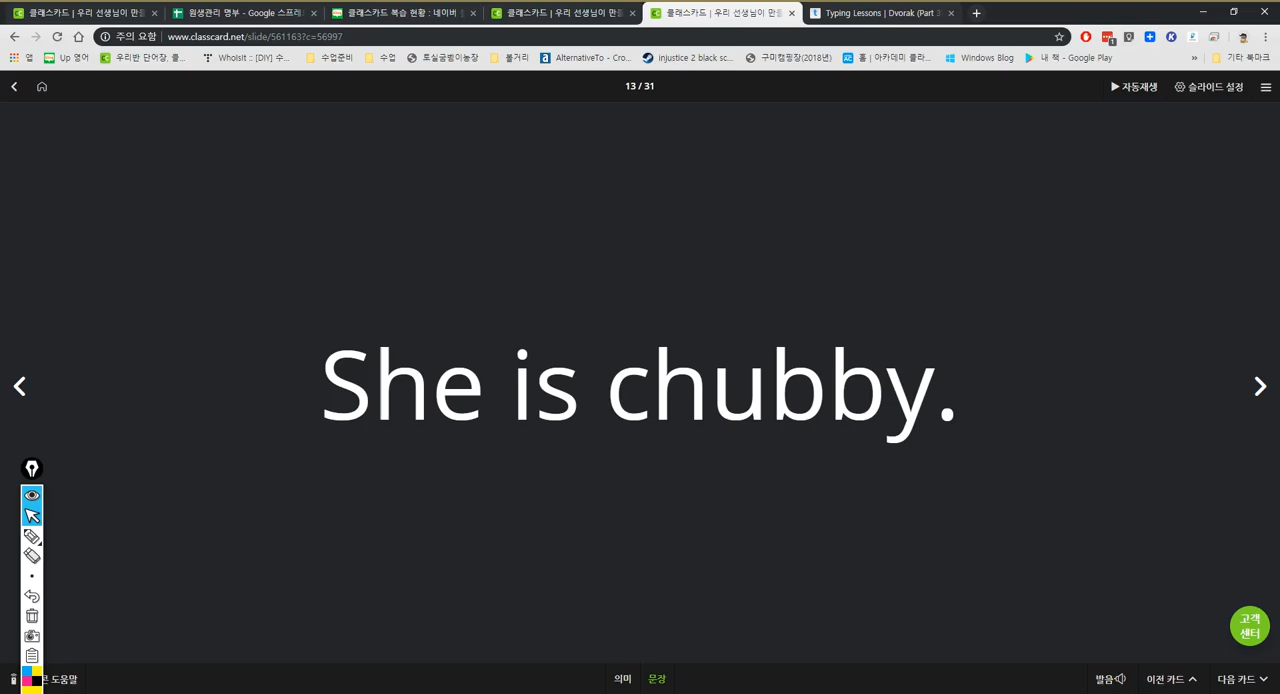 클래스카드 | 우리 선생님이 만든
원생관리 명부 - Google 스프레
클래스카드 복습 현황 : 네이버
클래스카드 | 우리 선생님이 만든
클래스카드 | 우리 선생님이 만든
Typing Lessons | Dvorak (Part 3
주의 요함 | www.classcard.net/slide/561163?c=56997
앱
Up 영어
우리반 단어장, 클...
WhoIst :: [DIY] 수...
수업준비
수업
토실굼벵이농장
볼거리
AlternativeTo - Cro...
injustice 2 black sc...
구미캠핑장(2018년)
홈 | 아카데미 클라...
Windows Blog
내 책 - Google Play
»
기타 북마크
13 / 31
자동재생
슬라이드 설정
She is chubby.
고객
센터
도움말
의미
문장
발음
이전 카드
다음 카드